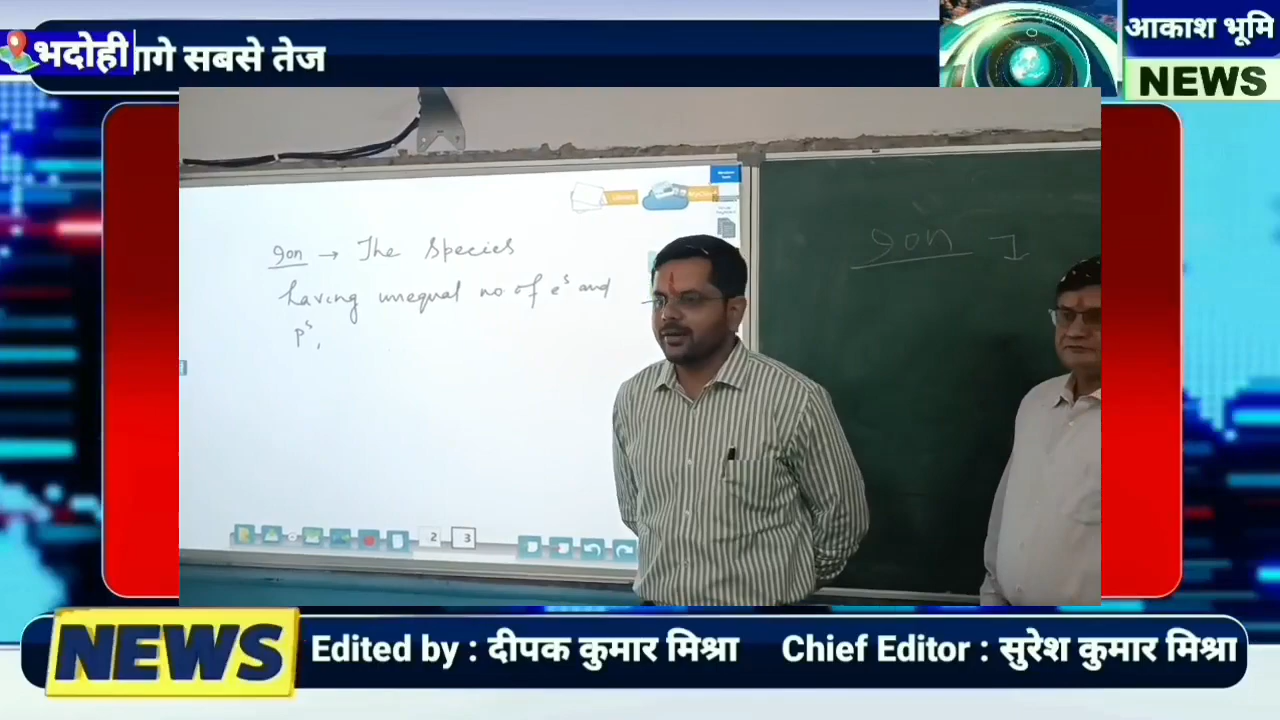 भदोही
ागे सबसे तेज
आकाश भूमि
NEWS
Ion → The Species
having unequal no of e^s and
p^s,
Ion
2 3
NEWS
Edited by : दीपक कुमार मिश्रा Chief Editor : सुरेश कुमार मिश्रा